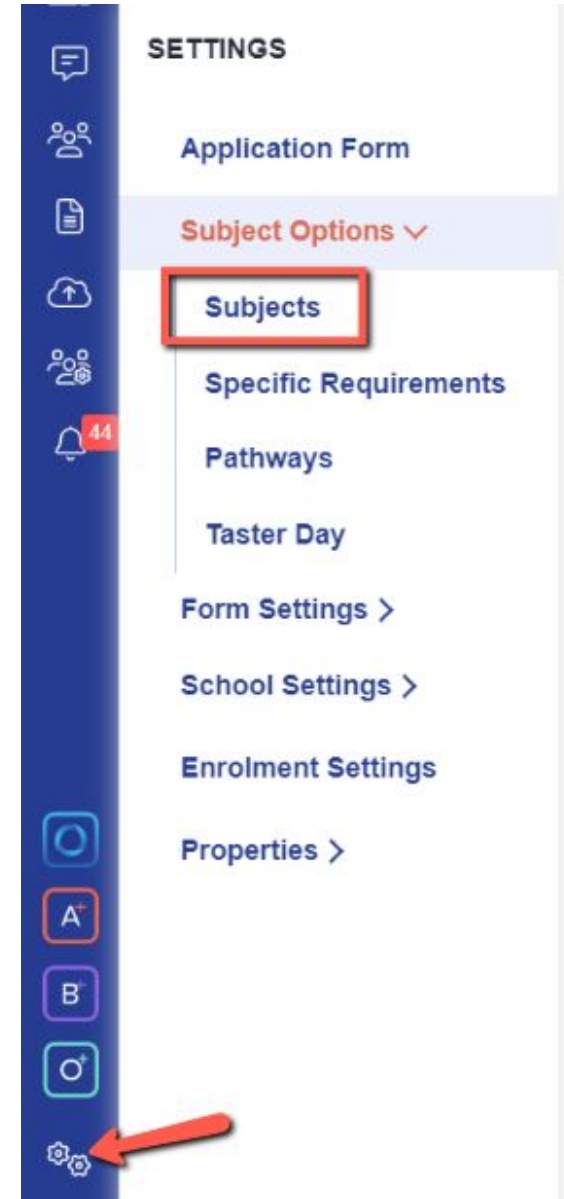 SETTINGS
Application Form
Subject Options
Subjects
Specific Requirements
44
Pathways
Taster Day
Form Settings
School Settings
Enrolment Settings
Properties
A+
B+
O+